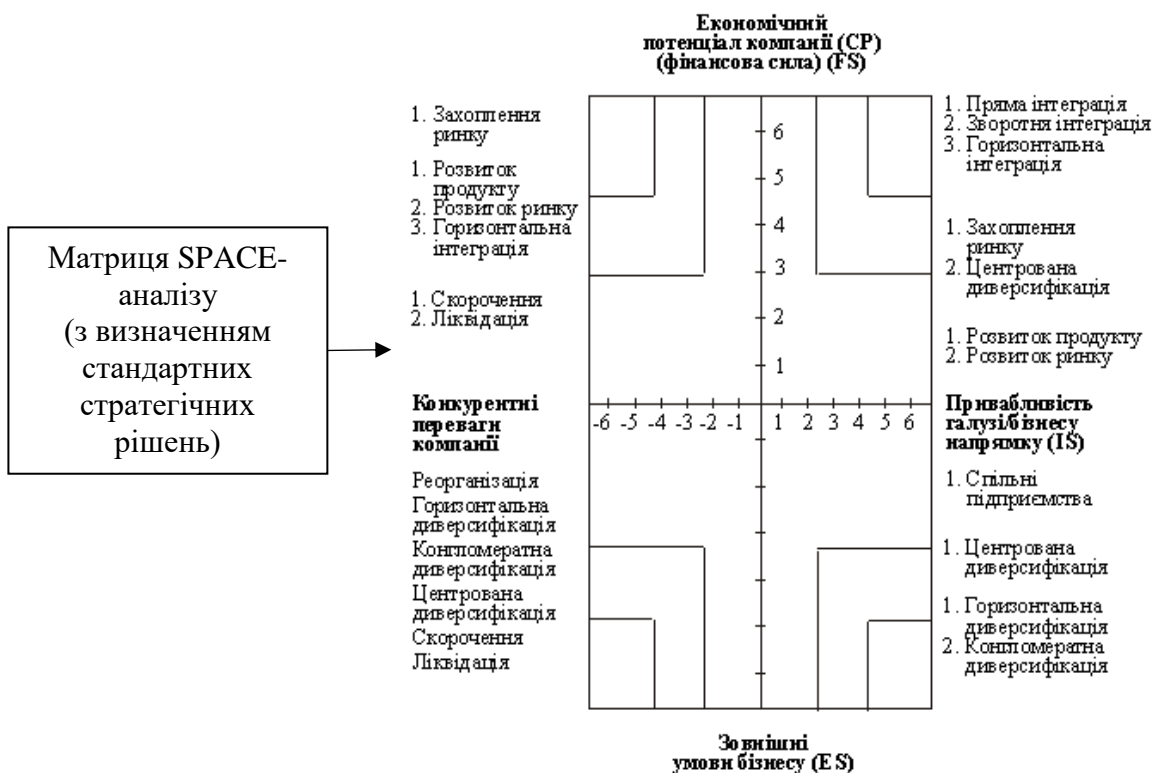 Економічний
потенціал компанії (CP)
(фінансова сила) (FS)
1. Захоплення
ринку
1. Розвиток
продукту
2. Розвиток ринку
3. Горизонтальна
інтеграція
1. Скорочення
2. Ліквідація
Матриця SPACE-
аналізу
(з визначенням
стандартних
стратегічних
рішень)
Конкурентні
переваги
компанії
Реорганізація
Горизонтальна
диверсифікація
Конгломератна
диверсифікація
Центрована
диверсифікація
Скорочення
Ліквідація
6
5
4
3
2
1
-6 -5 -4 -3 -2 -1 1 2 3 4 5 6
1. Пряма інтеграція
2. Зворотня інтеграція
3. Горизонтальна
інтеграція
1. Захоплення
ринку
2. Центрована
диверсифікація
1. Розвиток продукту
2. Розвиток ринку
Привабливість
галузі/бізнесу
напрямку (IS)
1. Спільні
підприємства
1. Центрована
диверсифікація
1. Горизонтальна
диверсифікація
2. Конгломератна
диверсифікація
Зовнішні
умови бізнесу (ES)